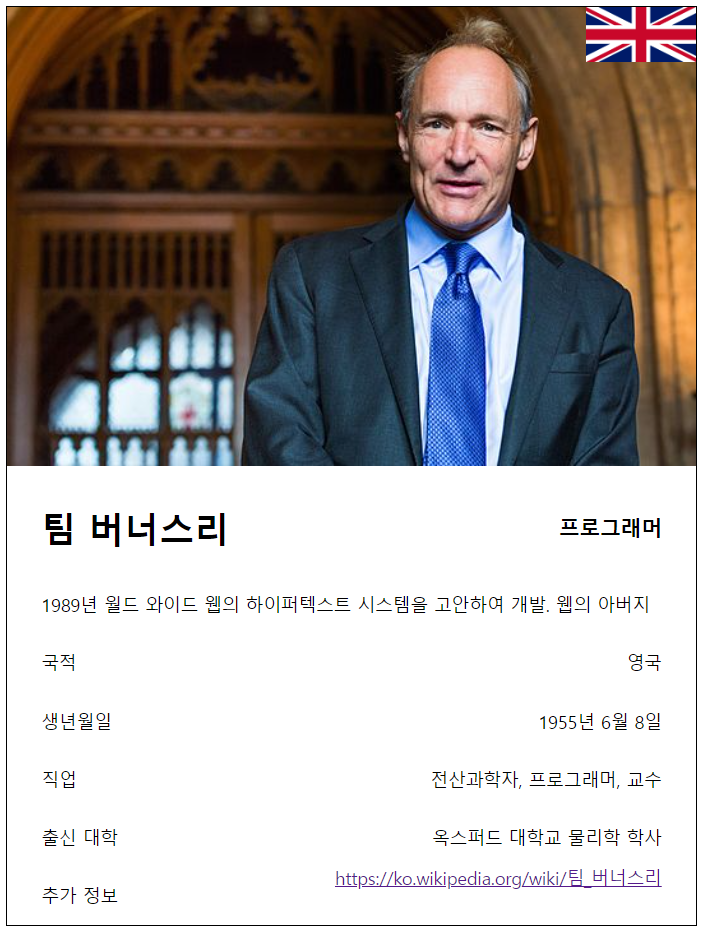 팀 버너스리
프로그래머
1989년 월드 와이드 웹의 하이퍼텍스트 시스템을 고안하여 개발. 웹의 아버지
국적
영국
생년월일
1955년 6월 8일
직업
전산과학자, 프로그래머, 교수
출신 대학
옥스퍼드 대학교 물리학 학사
추가 정보
https://ko.wikipedia.org/wiki/팀_버너스리